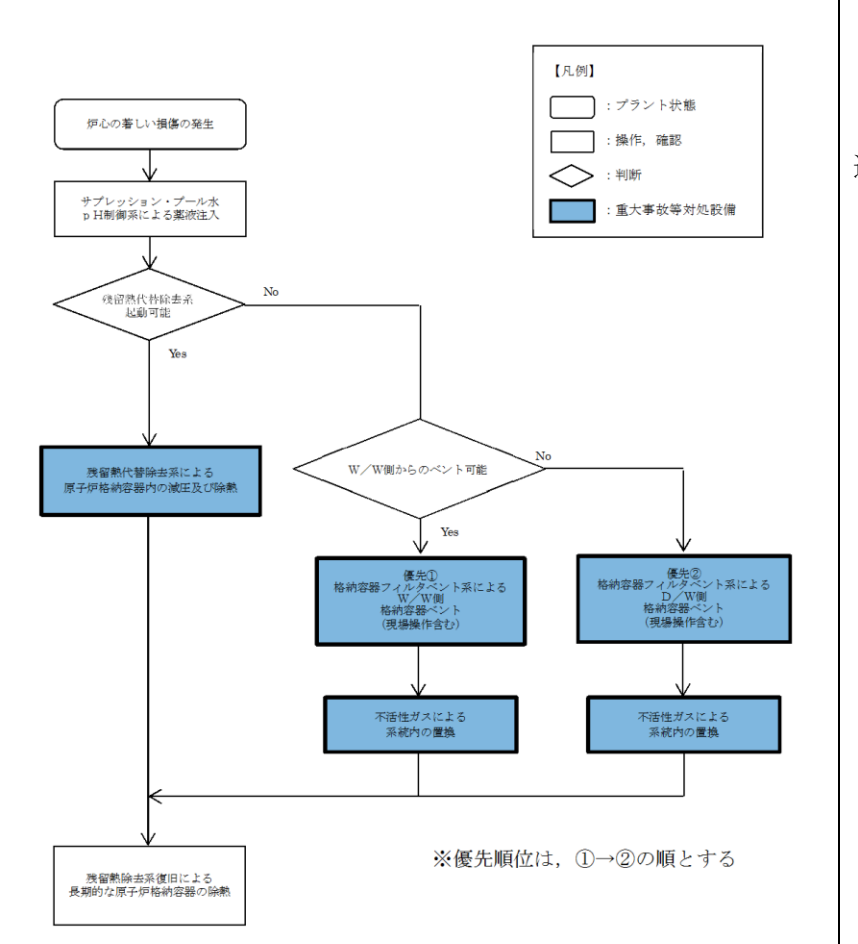 【凡例】
：プラント状態
：操作，確認
：判断
：重大事故等対処設備
炉心の著しい損傷の発生
サプレッション・プール水
ｐＨ制御系による薬液注入
残留熱代替除去系
起動可能
No
Yes
残留熱代替除去系による
原子炉格納容器内の減圧及び除熱
Ｗ／Ｗ側からのベント可能
No
Yes
優先①
格納容器フィルタベント系による
Ｗ／Ｗ側
格納容器ベント
（現場操作含む）
優先②
格納容器フィルタベント系による
Ｄ／Ｗ側
格納容器ベント
（現場操作含む）
不活性ガスによる
系統内の置換
不活性ガスによる
系統内の置換
※優先順位は，①→②の順とする
残留熱除去系復旧による
長期的な原子炉格納容器の除熱